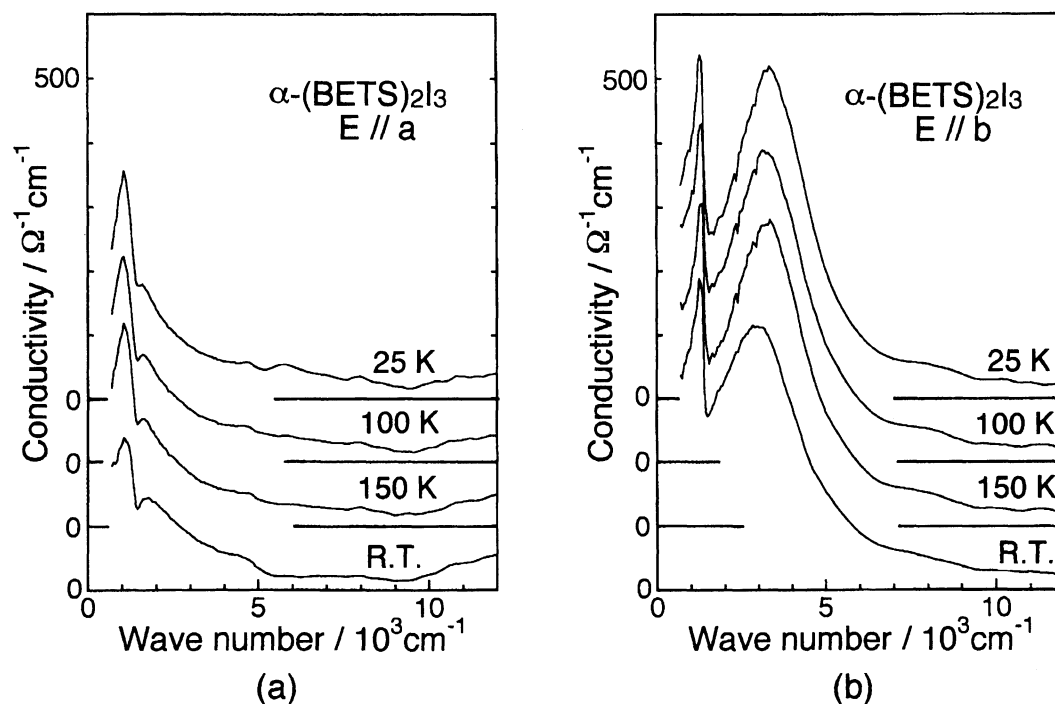 500
α-(BETS)₂I₃
E // a
Conductivity / Ω⁻¹cm⁻¹
25 K
0
100 K
0
150 K
0
R.T.
0
0 5 10
Wave number / 10³cm⁻¹
(a)
500
α-(BETS)₂I₃
E // b
Conductivity / Ω⁻¹cm⁻¹
25 K
0
100 K
0
150 K
0
R.T.
0
0 5 10
Wave number / 10³cm⁻¹
(b)